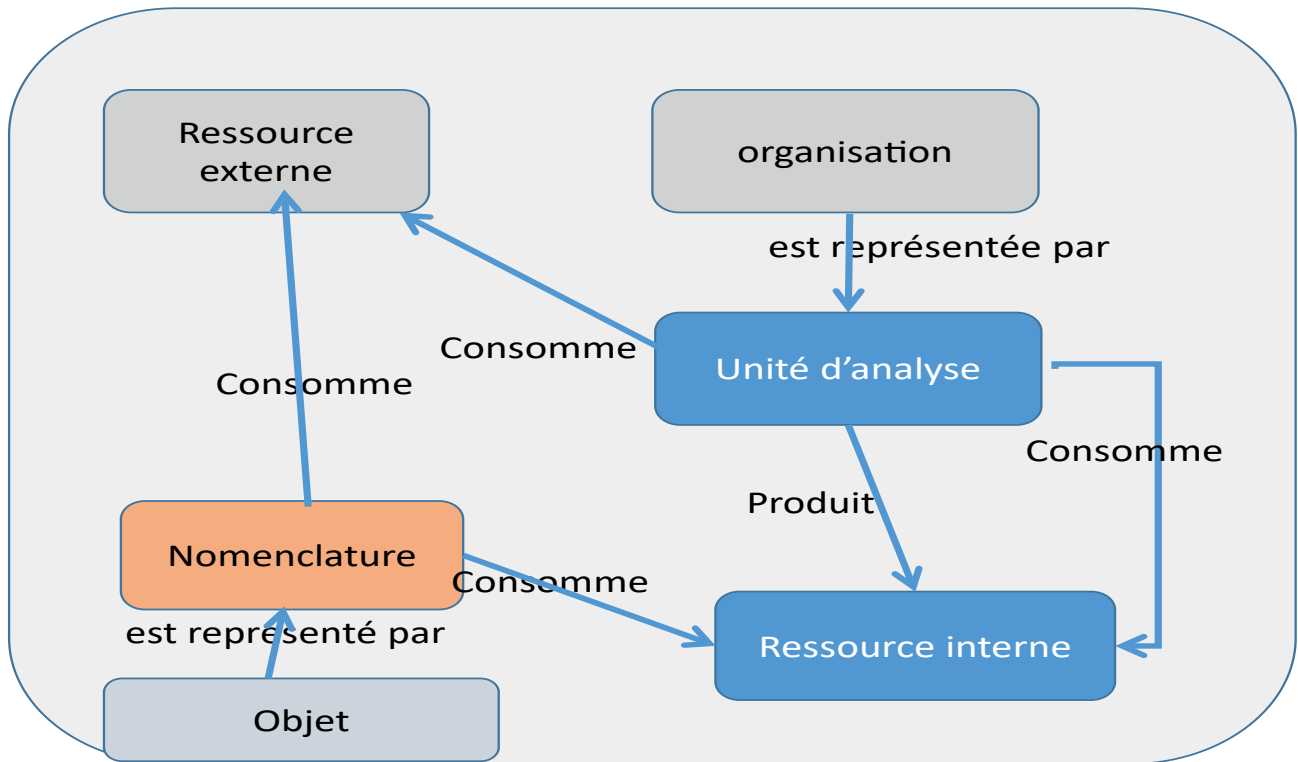 Ressource
externe
organisation
est représentée par
Consomme
Unité d'analyse
Consomme
Consomme
Produit
Nomenclature
Consomme
est représenté par
Ressource interne
Objet